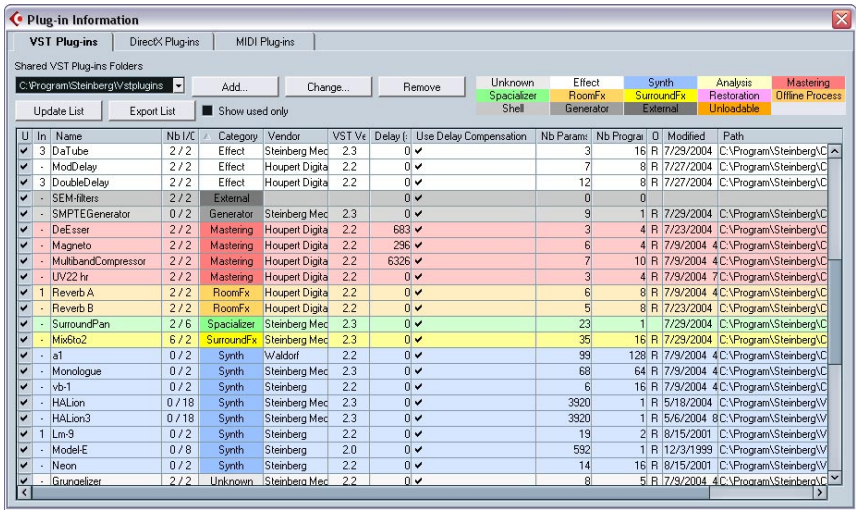 Plug-in Information
VST Plug-ins DirectX Plug-ins MIDI Plug-ins
Shared VST Plug-ins Folders
C:\Program\Steinberg\Vstplugins Add... Change... Remove
Update List Export List Show used only
Unknown Effect Synth Analysis Mastering
Spacializer RoomFx SurroundFx Restoration Offline Process
Shell Generator External Unloadable
U In Name Nb I/C Category Vendor VST Ve Delay (: Use Delay Compensation Nb Params Nb Prograr O Modified Path
3 DaTube 2 / 2 Effect Steinberg Med 2.3 0 3 16 R 7/29/2004 C:\Program\Steinberg\C
- ModDelay 2 / 2 Effect Houpert Digita 2.2 0 7 8 R 7/27/2004 C:\Program\Steinberg\C
3 DoubleDelay 2 / 2 Effect Houpert Digita 2.2 0 12 8 R 7/27/2004 C:\Program\Steinberg\C
- SEM-filters 2 / 2 External 0 0 0
- SMPTEGenerator 0 / 2 Generator Steinberg Med 2.3 0 9 1 R 7/29/2004 C:\Program\Steinberg\C
- DeEsser 2 / 2 Mastering Houpert Digita 2.2 683 3 4 R 7/23/2004 C:\Program\Steinberg\C
- Magneto 2 / 2 Mastering Houpert Digita 2.2 296 6 4 R 7/9/2004 4 C:\Program\Steinberg\C
- MultibandCompressor 2 / 2 Mastering Houpert Digita 2.2 6326 7 10 R 7/9/2004 4 C:\Program\Steinberg\C
- UV22 hr 2 / 2 Mastering Houpert Digita 2.2 0 3 4 R 7/9/2004 7 C:\Program\Steinberg\C
1 Reverb A 2 / 2 RoomFx Houpert Digita 2.2 0 6 8 R 7/9/2004 4 C:\Program\Steinberg\C
- Reverb B 2 / 2 RoomFx Houpert Digita 2.2 0 5 8 R 7/23/2004 C:\Program\Steinberg\C
- SurroundPan 2 / 6 Spacializer Steinberg Med 2.3 0 23 1 7/29/2004 C:\Program\Steinberg\C
- Mix6to2 6 / 2 SurroundFx Steinberg Med 2.3 0 35 16 R 7/29/2004 C:\Program\Steinberg\C
- a1 0 / 2 Synth Waldorf 2.2 0 99 128 R 7/9/2004 4 C:\Program\Steinberg\C
- Monologue 0 / 2 Synth Steinberg Med 2.3 0 68 64 R 7/9/2004 4 C:\Program\Steinberg\C
- vb-1 0 / 2 Synth Steinberg 2.2 0 6 16 R 7/9/2004 4 C:\Program\Steinberg\C
- HALion 0 / 18 Synth Steinberg Med 2.3 0 3920 1 R 5/18/2004 C:\Program\Steinberg\V
- HALion3 0 / 18 Synth Steinberg Med 2.3 0 3920 1 R 5/6/2004 8 C:\Program\Steinberg\V
1 Lm-9 0 / 2 Synth Steinberg 2.2 0 19 2 R 8/15/2001 C:\Program\Steinberg\V
- Model-E 0 / 8 Synth Steinberg 2.0 0 592 1 R 12/3/1999 C:\Program\Steinberg\V
- Neon 0 / 2 Synth Steinberg 2.2 0 14 16 R 8/15/2001 C:\Program\Steinberg\V
- Grungelizer 2 / 2 Unknown Steinberg Med 2.2 0 8 5 R 7/9/2004 4 C:\Program\Steinberg\C